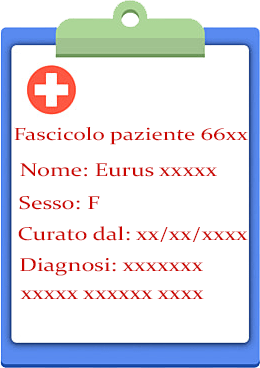 Fascicolo paziente 66xx
Nome: Eurus xxxxx
Sesso: F
Curato dal: xx/xx/xxxx
Diagnosi: xxxxxxx
xxxxx xxxxxx xxxx